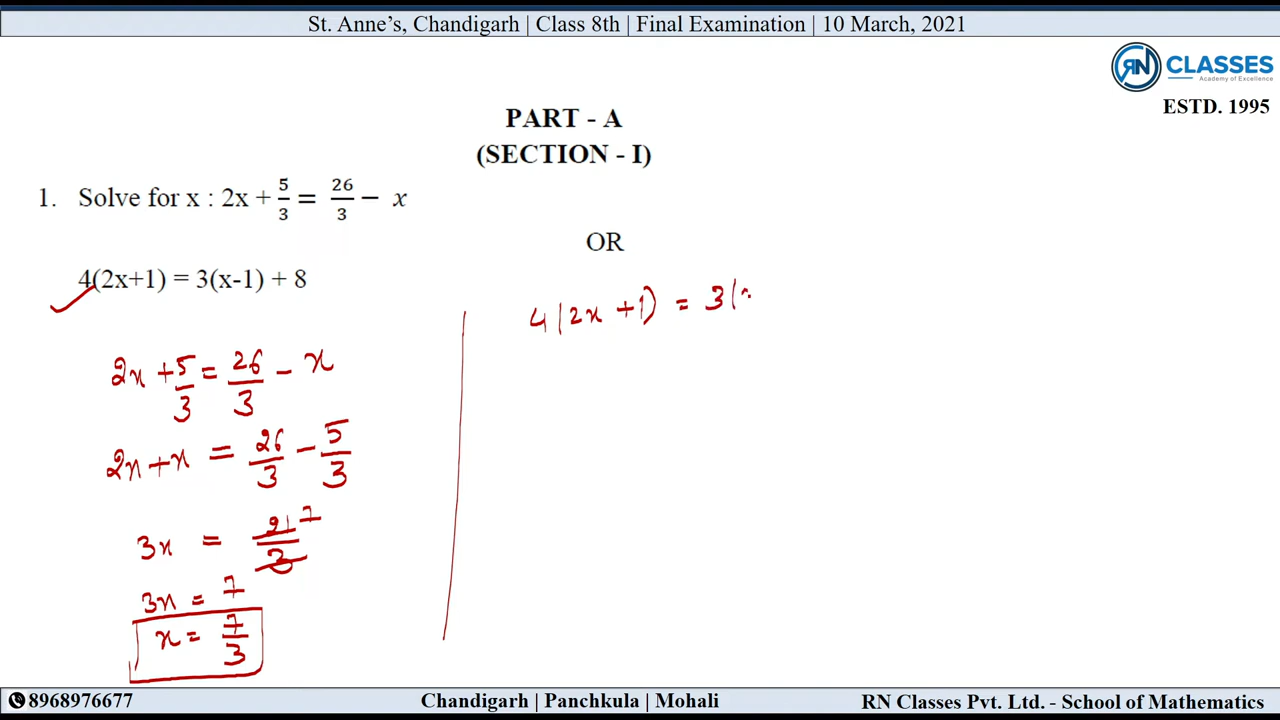 St. Anne’s, Chandigarh | Class 8th | Final Examination | 10 March, 2021
RN CLASSES
Academy of Excellence
ESTD. 1995
PART - A
(SECTION - I)
1. Solve for x : 2x + 5/3 = 26/3 − x
OR
4(2x+1) = 3(x-1) + 8
2x + 5/3 = 26/3 - x
2x + x = 26/3 - 5/3
3x = 21/3 7
3x = 7
x = 7/3
4(2x + 1) = 3(
8968976677
Chandigarh | Panchkula | Mohali
RN Classes Pvt. Ltd. - School of Mathematics